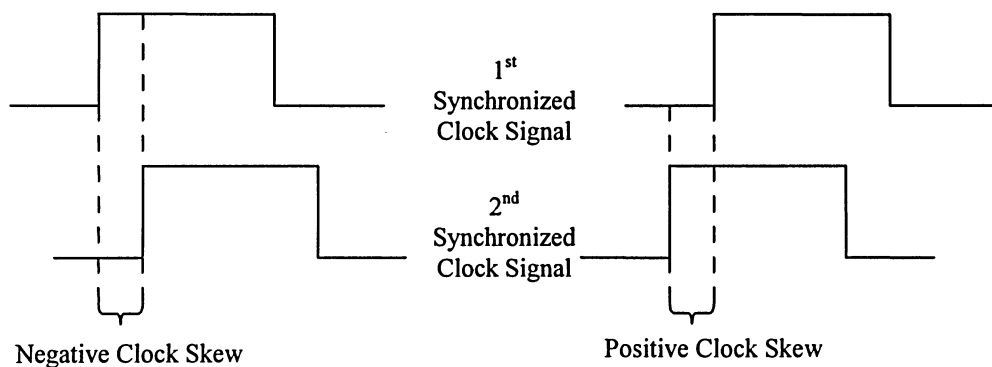 1st
Synchronized
Clock Signal
2nd
Synchronized
Clock Signal
Negative Clock Skew
Positive Clock Skew